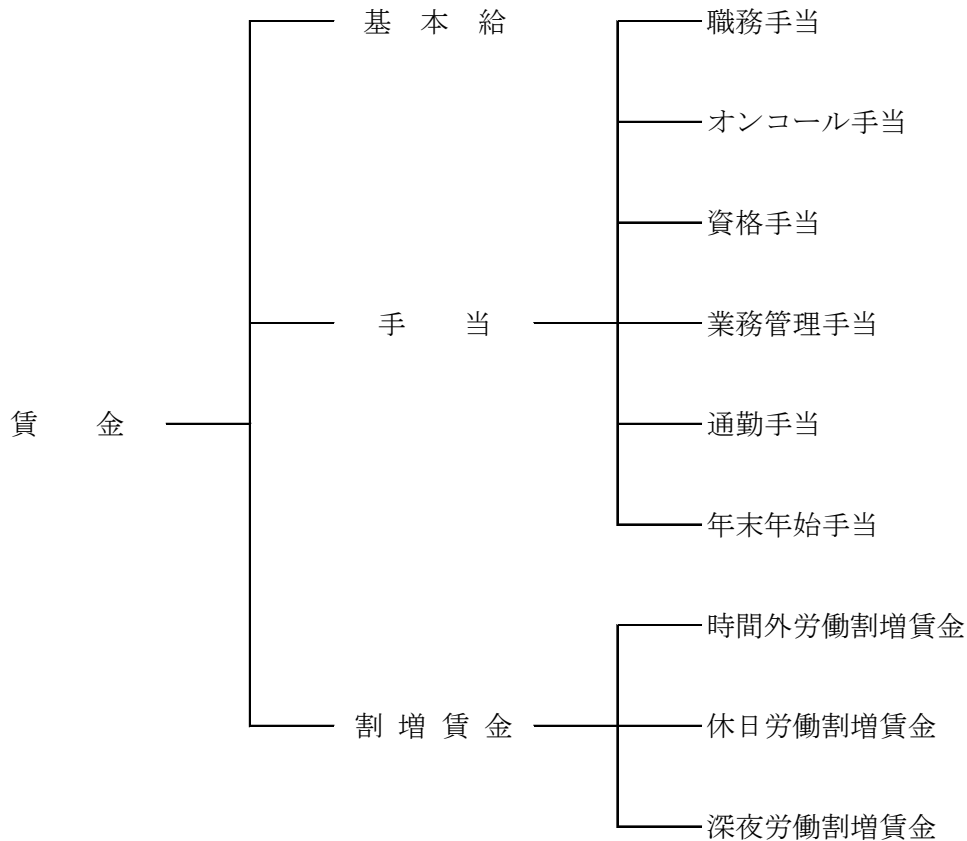 基 本 給
職務手当
オンコール手当
資格手当
手 当
業務管理手当
賃 金
通勤手当
年末年始手当
時間外労働割増賃金
割 増 賃 金
休日労働割増賃金
深夜労働割増賃金